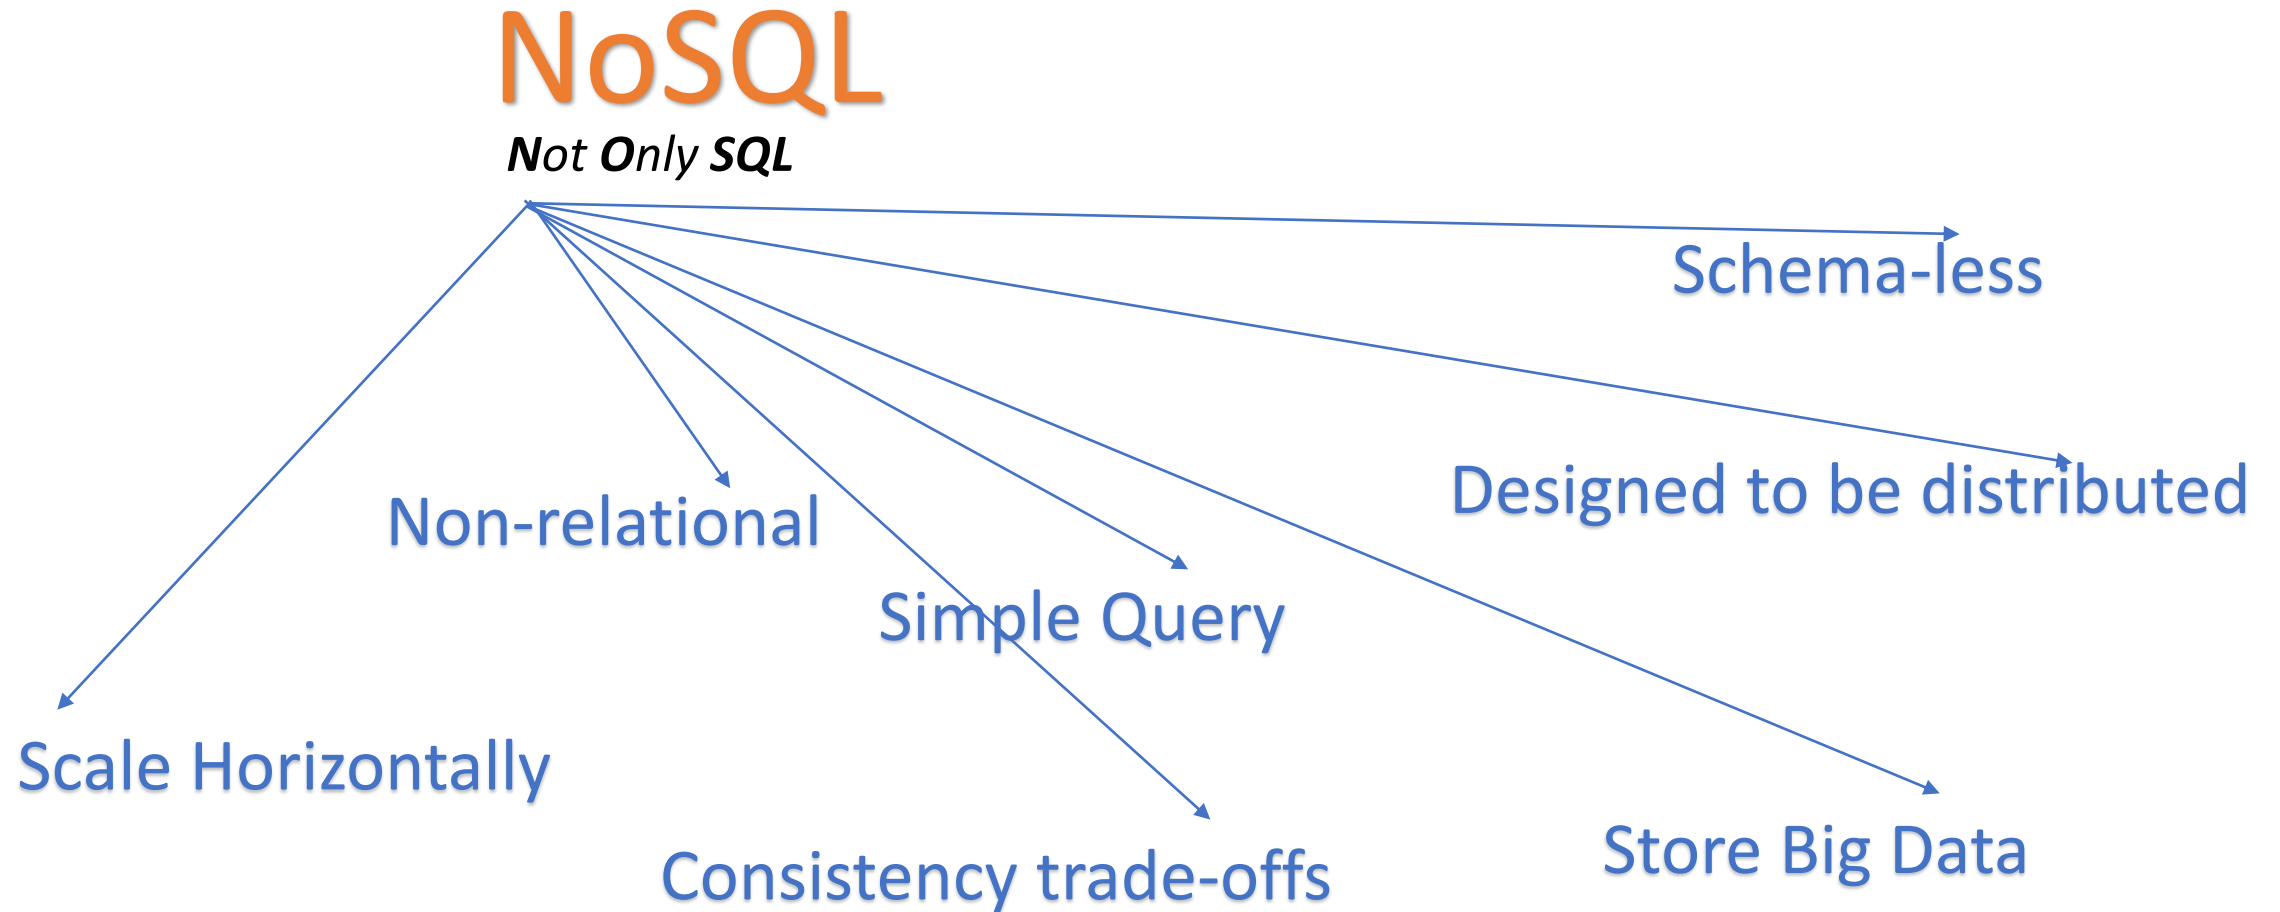 NoSQL
Not Only SQL
Schema-less
Designed to be distributed
Non-relational
Simple Query
Scale Horizontally
Store Big Data
Consistency trade-offs